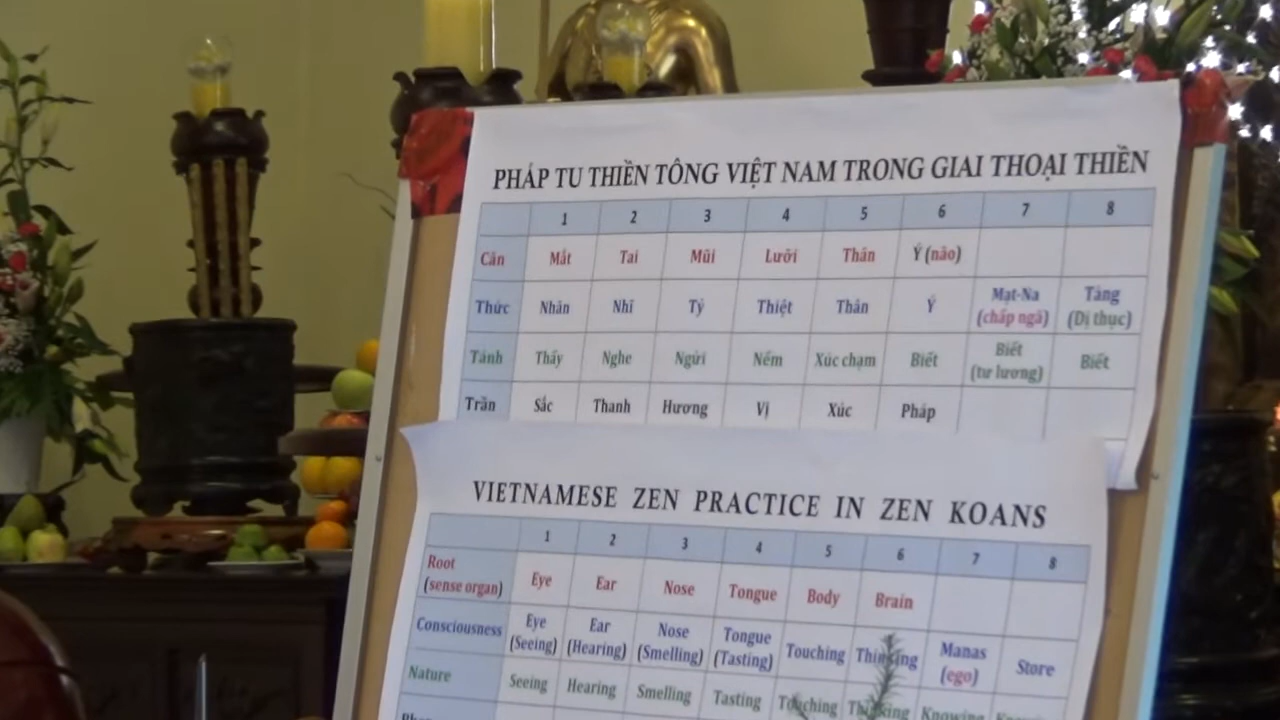 PHÁP TU THIỀN TÔNG VIỆT NAM TRONG GIAI THOẠI THIỀN
1 2 3 4 5 6 7 8
Căn Mắt Tai Mũi Lưỡi Thân Ý (não)
Thức Nhãn Nhĩ Tỷ Thiệt Thân Ý Mạt-Na (chấp ngã) Tàng (Dị thục)
Tánh Thấy Nghe Ngửi Nếm Xúc chạm Biết Biết (tư lương) Biết
Trần Sắc Thanh Hương Vị Xúc Pháp
VIETNAMESE ZEN PRACTICE IN ZEN KOANS
1 2 3 4 5 6 7 8
Root (sense organ) Eye Ear Nose Tongue Body Brain
Consciousness Eye (Seeing) Ear (Hearing) Nose (Smelling) Tongue (Tasting) Touching Thinking Manas (ego) Store
Nature Seeing Hearing Smelling Tasting Touching Thinking Knowing